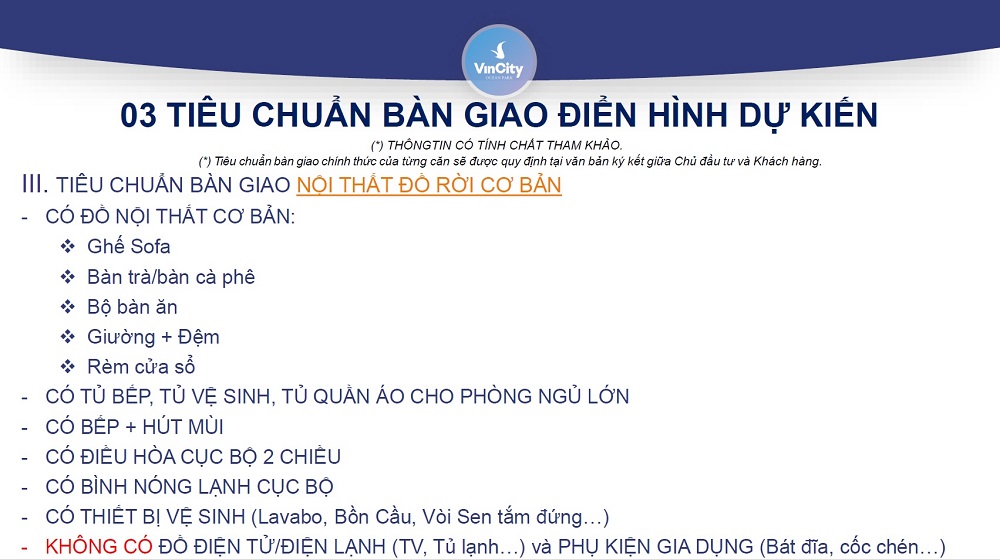 VinCity
OCEAN PARK
03 TIÊU CHUẨN BÀN GIAO ĐIỂN HÌNH DỰ KIẾN
(*) THÔNGTIN CÓ TÍNH CHẤT THAM KHẢO.
(*) Tiêu chuẩn bàn giao chính thức của từng căn sẽ được quy định tại văn bản ký kết giữa Chủ đầu tư và Khách hàng.
III. TIÊU CHUẨN BÀN GIAO NỘI THẤT ĐỒ RỜI CƠ BẢN
- CÓ ĐỒ NỘI THẤT CƠ BẢN:
❖ Ghế Sofa
❖ Bàn trà/bàn cà phê
❖ Bộ bàn ăn
❖ Giường + Đệm
❖ Rèm cửa sổ
- CÓ TỦ BẾP, TỦ VỆ SINH, TỦ QUẦN ÁO CHO PHÒNG NGỦ LỚN
- CÓ BẾP + HÚT MÙI
- CÓ ĐIỀU HÒA CỤC BỘ 2 CHIỀU
- CÓ BÌNH NÓNG LẠNH CỤC BỘ
- CÓ THIẾT BỊ VỆ SINH (Lavabo, Bồn Cầu, Vòi Sen tắm đứng…)
- KHÔNG CÓ ĐỒ ĐIỆN TỬ/ĐIỆN LẠNH (TV, Tủ lạnh…) và PHỤ KIỆN GIA DỤNG (Bát đĩa, cốc chén…)